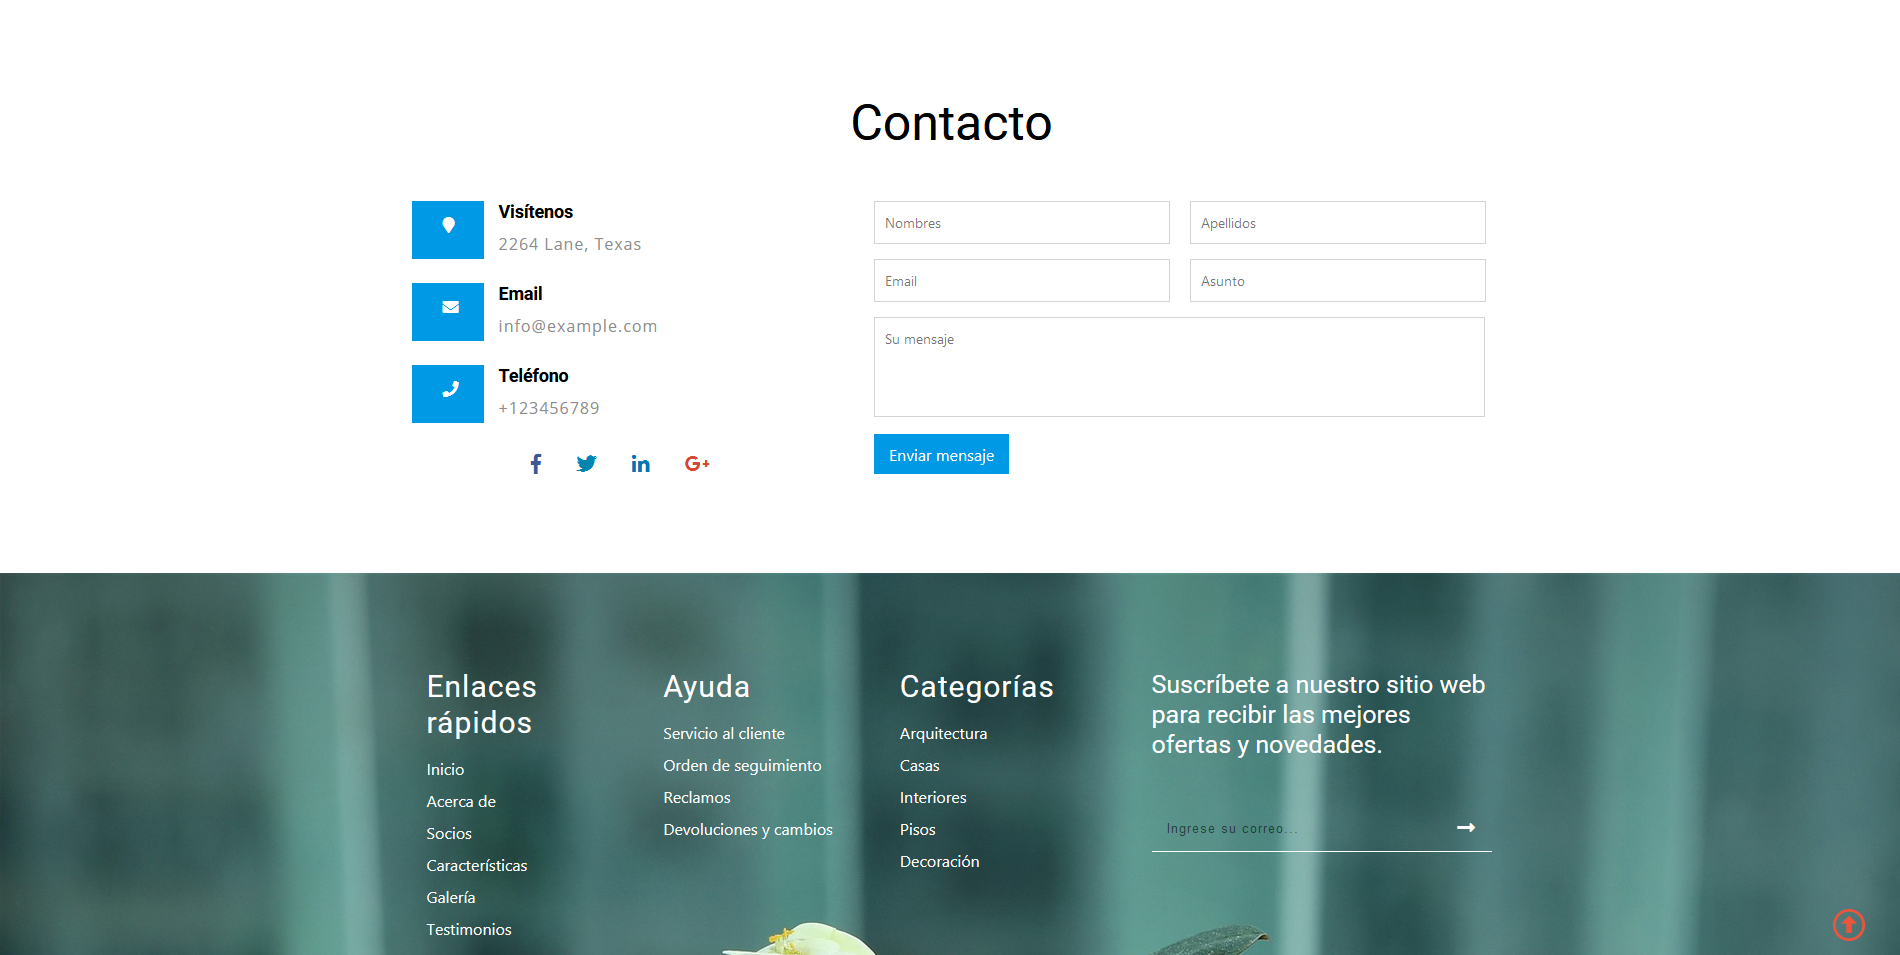 Contacto
Visítenos
2264 Lane, Texas
Email
info@example.com
Teléfono
+123456789
Nombres
Apellidos
Email
Asunto
Su mensaje
Enviar mensaje
Enlaces
rápidos
Inicio
Acerca de
Socios
Características
Galería
Testimonios
Ayuda
Servicio al cliente
Orden de seguimiento
Reclamos
Devoluciones y cambios
Categorías
Arquitectura
Casas
Interiores
Pisos
Decoración
Suscríbete a nuestro sitio web
para recibir las mejores
ofertas y novedades.
Ingrese su correo...